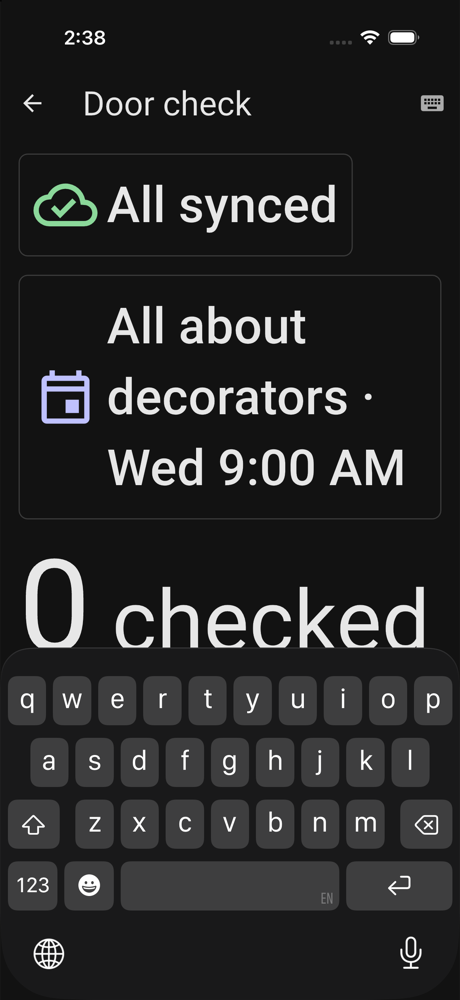 2:38
Door check
All synced
All about
decorators ·
Wed 9:00 AM
0 checked
q w e r t y u i o p
a s d f g h j k l
z x c v b n m
123
EN